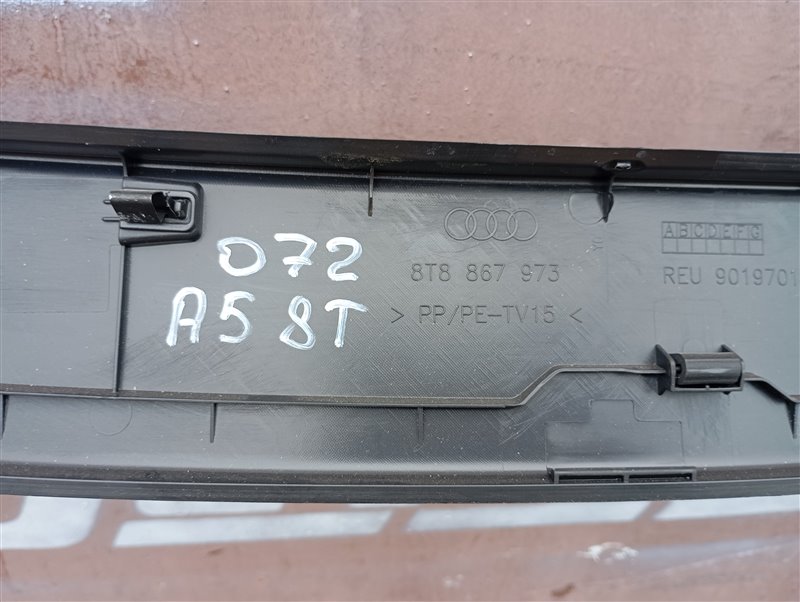 072
A5 8T
8T8 867 973
> PP/PE-TV15 <
ABCDEFG
REU 9019701